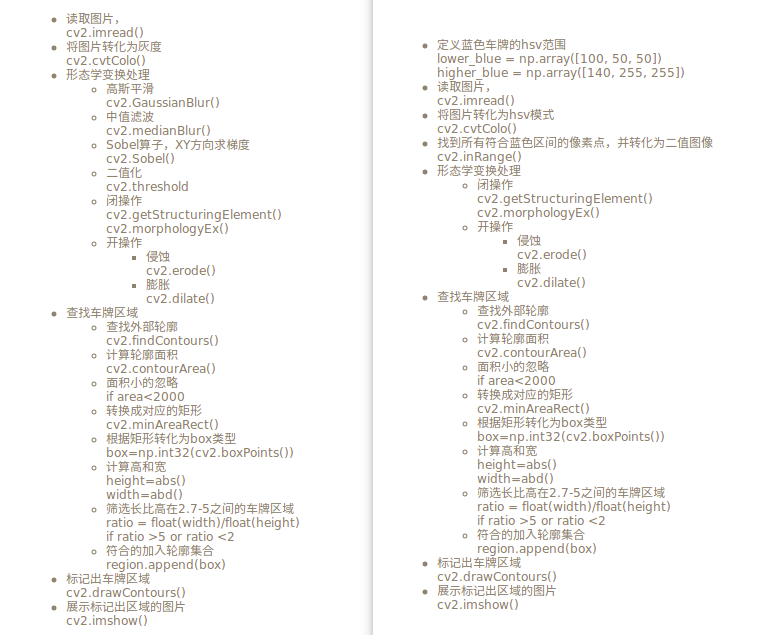 读取图片，
cv2.imread()
将图片转化为灰度
cv2.cvtColo()
形态学变换处理
高斯平滑
cv2.GaussianBlur()
中值滤波
cv2.medianBlur()
Sobel算子，XY方向求梯度
cv2.Sobel()
二值化
cv2.threshold
闭操作
cv2.getStructuringElement()
cv2.morphologyEx()
开操作
侵蚀
cv2.erode()
膨胀
cv2.dilate()
查找车牌区域
查找外部轮廓
cv2.findContours()
计算轮廓面积
cv2.contourArea()
面积小的忽略
if area<2000
转换成对应的矩形
cv2.minAreaRect()
根据矩形转化为box类型
box=np.int32(cv2.boxPoints())
计算高和宽
height=abs()
width=abd()
筛选长比高在2.7-5之间的车牌区域
ratio = float(width)/float(height)
if ratio >5 or ratio <2
符合的加入轮廓集合
region.append(box)
标记出车牌区域
cv2.drawContours()
展示标记出区域的图片
cv2.imshow()
定义蓝色车牌的hsv范围
lower_blue = np.array([100, 50, 50])
higher_blue = np.array([140, 255, 255])
读取图片，
cv2.imread()
将图片转化为hsv模式
cv2.cvtColo()
找到所有符合蓝色区间的像素点，并转化为二值图像
cv2.inRange()
形态学变换处理
闭操作
cv2.getStructuringElement()
cv2.morphologyEx()
开操作
侵蚀
cv2.erode()
膨胀
cv2.dilate()
查找车牌区域
查找外部轮廓
cv2.findContours()
计算轮廓面积
cv2.contourArea()
面积小的忽略
if area<2000
转换成对应的矩形
cv2.minAreaRect()
根据矩形转化为box类型
box=np.int32(cv2.boxPoints())
计算高和宽
height=abs()
width=abd()
筛选长比高在2.7-5之间的车牌区域
ratio = float(width)/float(height)
if ratio >5 or ratio <2
符合的加入轮廓集合
region.append(box)
标记出车牌区域
cv2.drawContours()
展示标记出区域的图片
cv2.imshow()